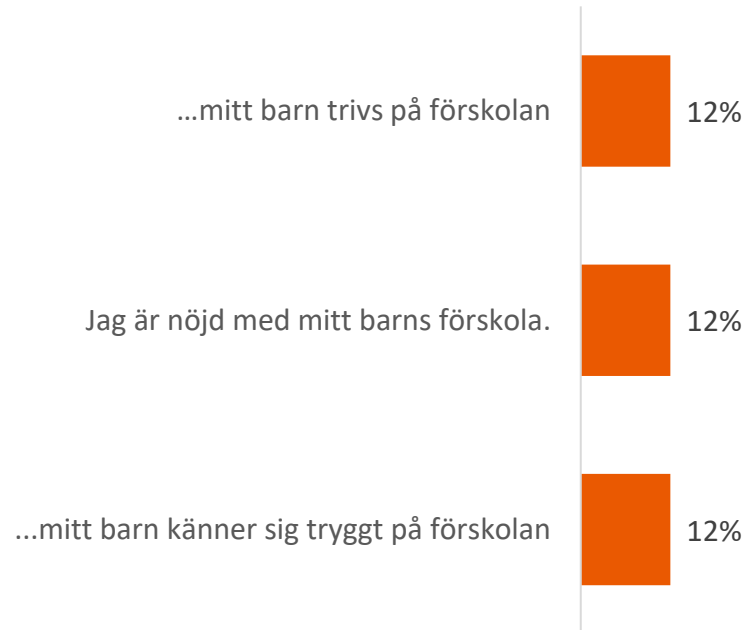 ...mitt barn trivs på förskolan
12%
Jag är nöjd med mitt barns förskola.
12%
...mitt barn känner sig tryggt på förskolan
12%